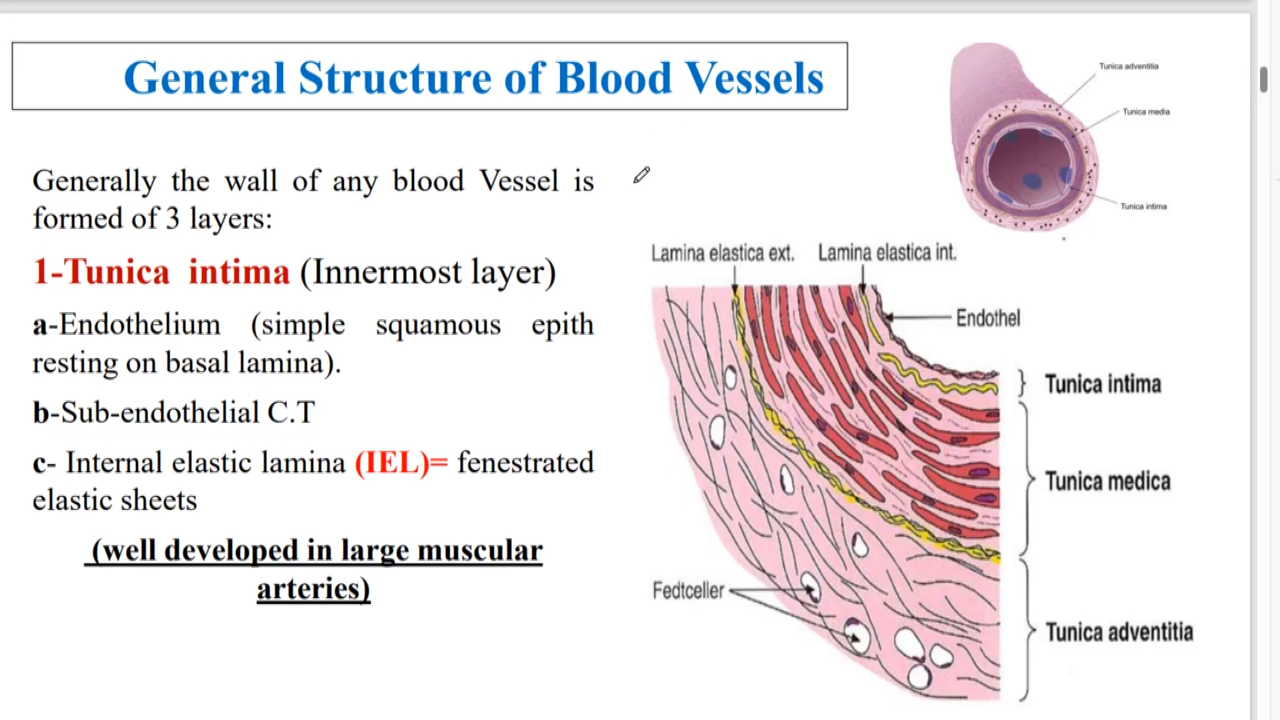 General Structure of Blood Vessels
Generally the wall of any blood Vessel is
formed of 3 layers:
1-Tunica intima (Innermost layer)
a-Endothelium (simple squamous epith
resting on basal lamina).
b-Sub-endothelial C.T
c- Internal elastic lamina (IEL)= fenestrated
elastic sheets
(well developed in large muscular
arteries)
Tunica adventitia
Tunica media
Tunica intima
Lamina elastica ext.
Lamina elastica int.
Endothel
Tunica intima
Tunica medica
Fedtceller
Tunica adventitia